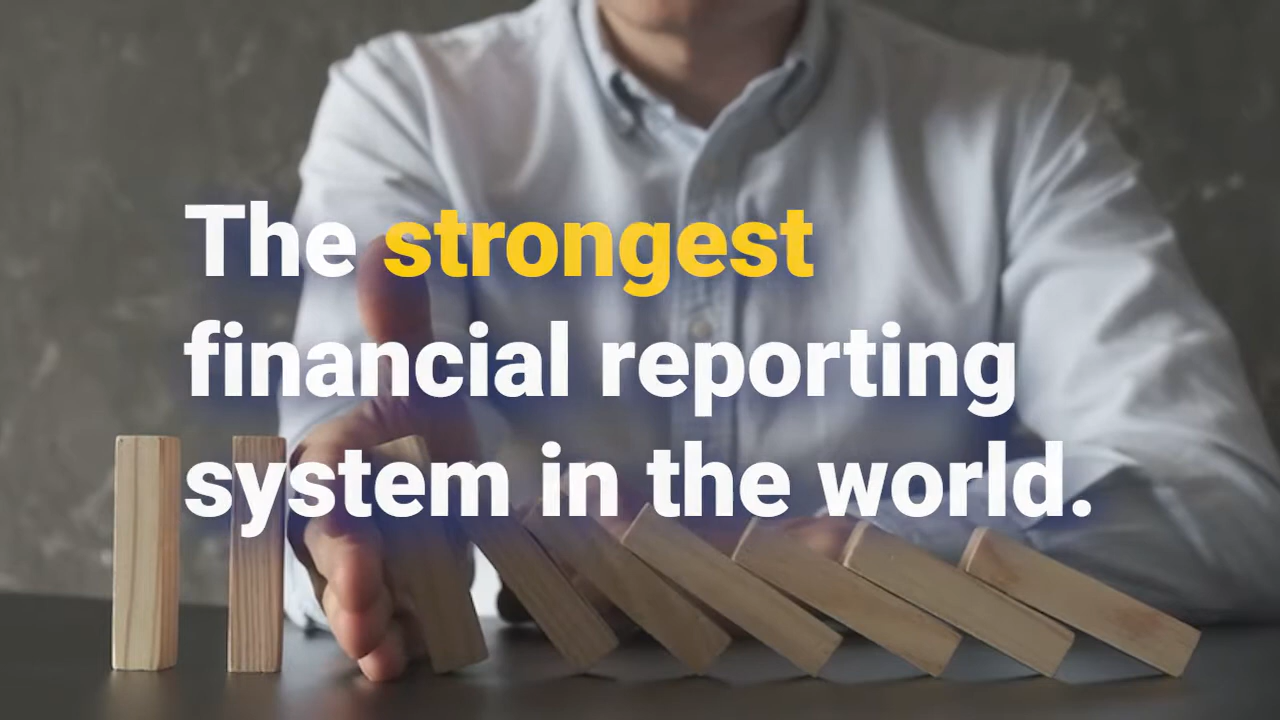 The strongest
financial reporting
system in the world.